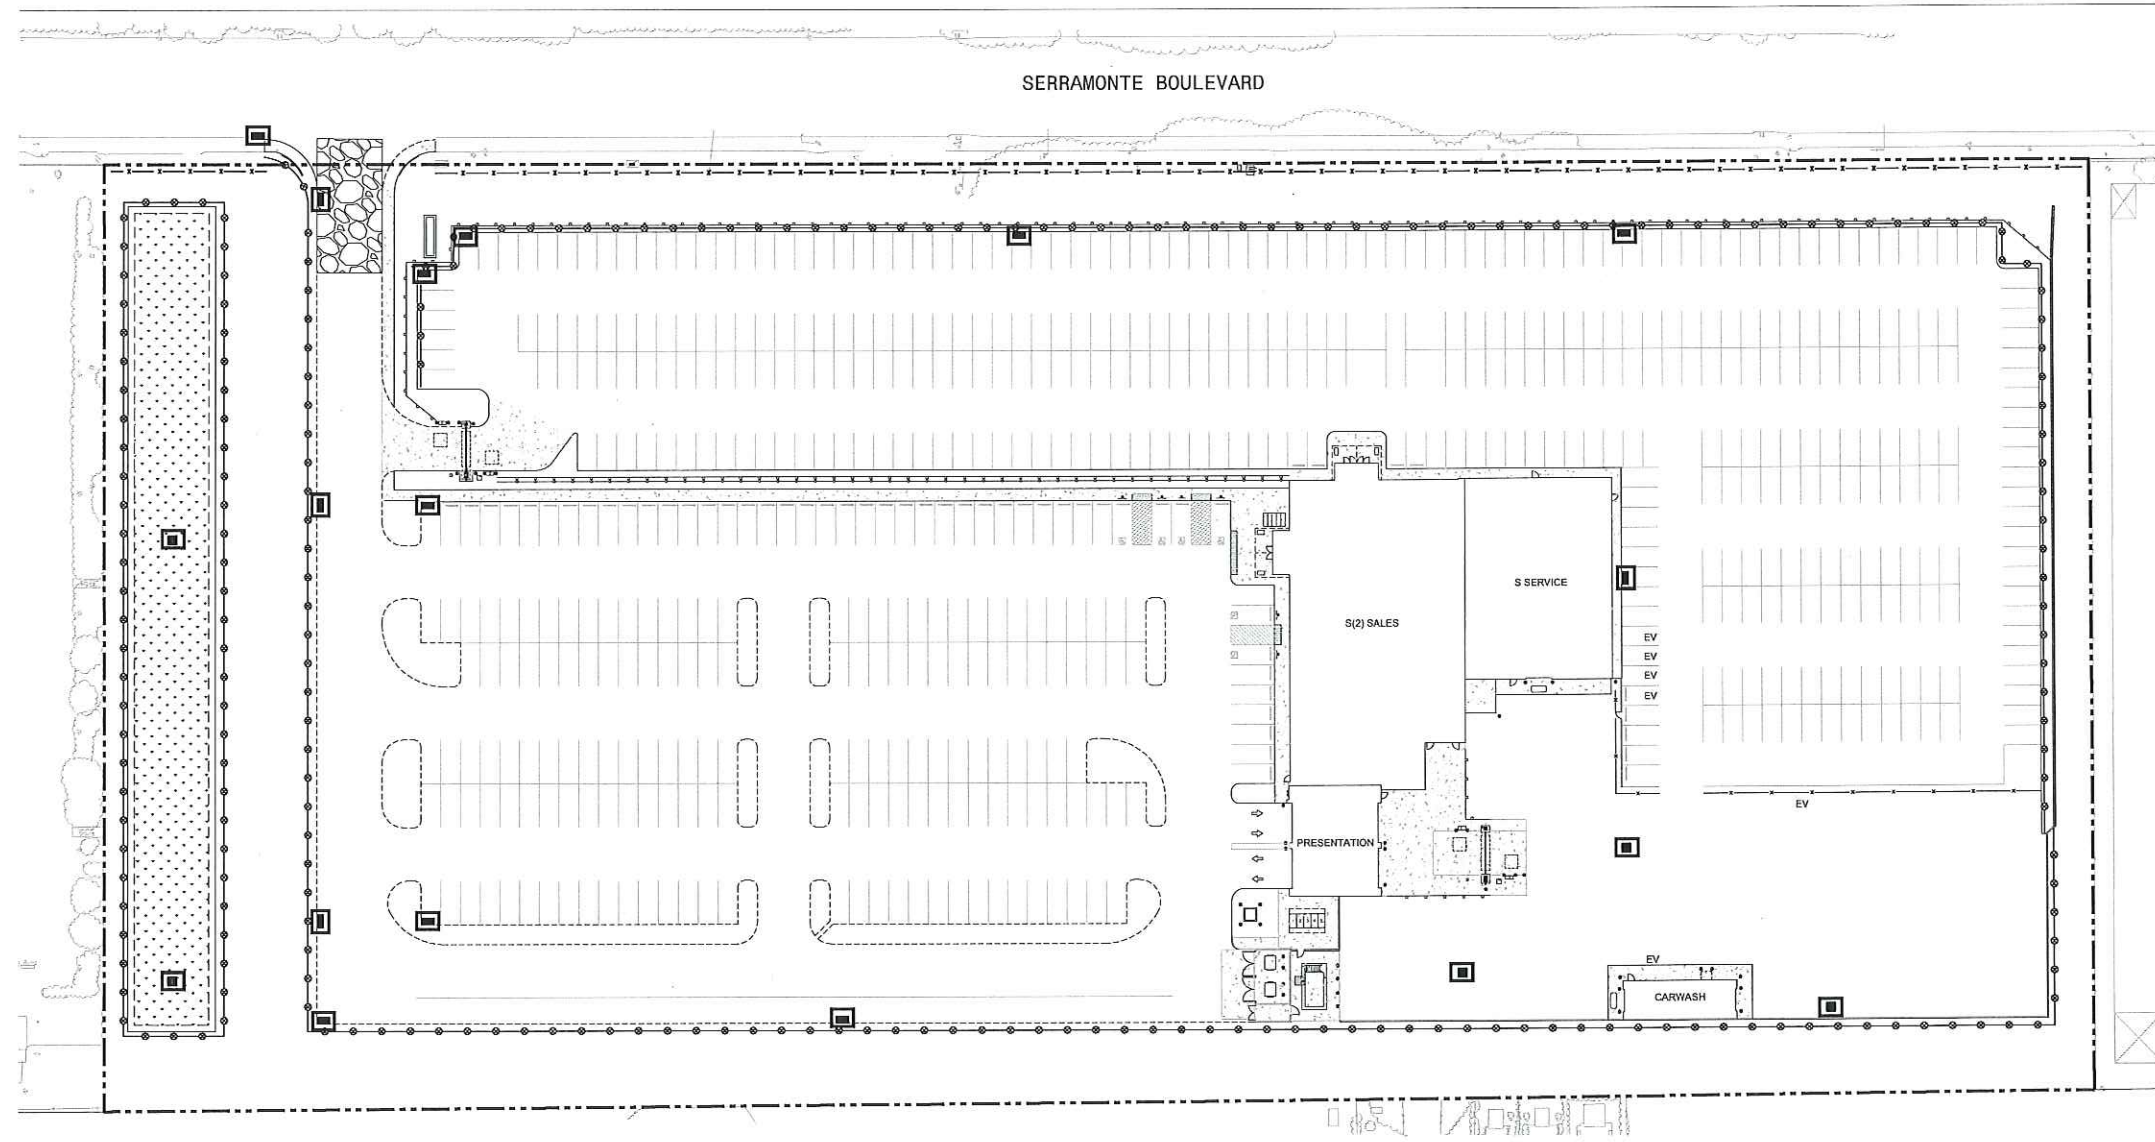 SERRAMONTE BOULEVARD
S SERVICE
S(2) SALES
EV
EV
EV
EV
EV
PRESENTATION
EV
CARWASH